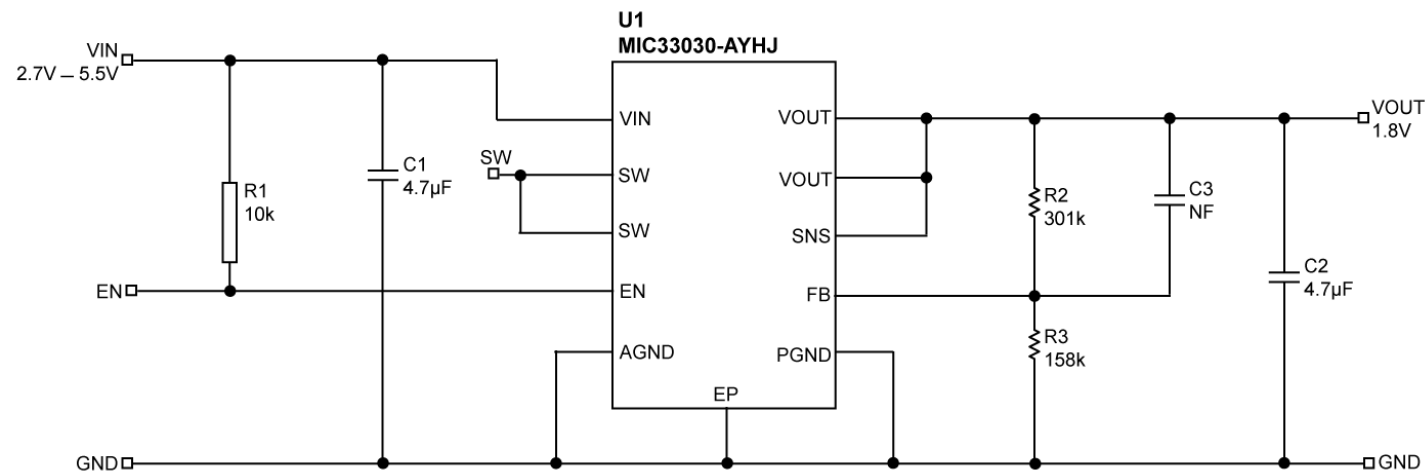 U1
MIC33030-AYHJ
VIN
2.7V – 5.5V
VIN
VOUT
VOUT
1.8V
SW
SW
C1
4.7µF
R1
10k
VOUT
R2
301k
C3
NF
SW
SNS
C2
4.7µF
EN
EN
FB
R3
158k
AGND
PGND
EP
GND
GND